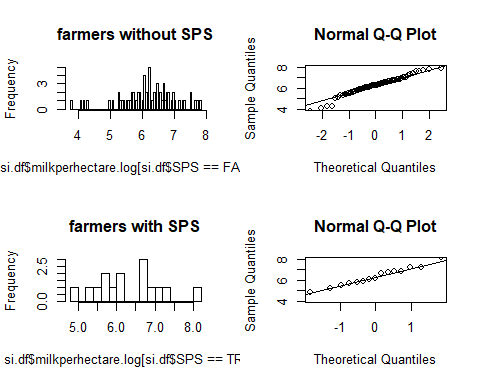 farmers without SPS
Frequency
0 3
4 5 6 7 8
si.df$milkperhectare.log[si.df$SPS == FA
Normal Q-Q Plot
Sample Quantiles
4 6 8
-2 -1 0 1 2
Theoretical Quantiles
farmers with SPS
Frequency
0.0 2.5
5.0 6.0 7.0 8.0
si.df$milkperhectare.log[si.df$SPS == TR
Normal Q-Q Plot
Sample Quantiles
4 6 8
-1 0 1
Theoretical Quantiles